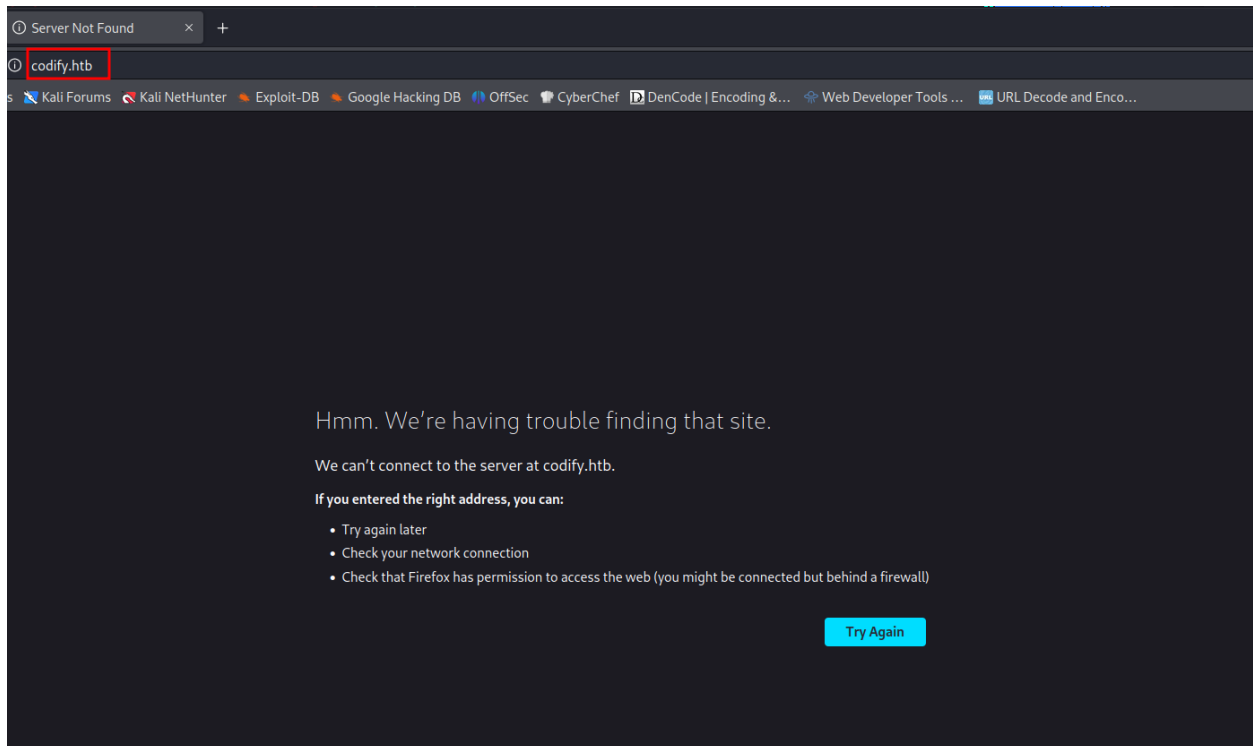 Server Not Found × +
codify.htb
s Kali Forums Kali NetHunter Exploit-DB Google Hacking DB OffSec CyberChef DenCode | Encoding &... Web Developer Tools ... URL Decode and Enco...
Hmm. We're having trouble finding that site.
We can't connect to the server at codify.htb.
If you entered the right address, you can:
• Try again later
• Check your network connection
• Check that Firefox has permission to access the web (you might be connected but behind a firewall)
Try Again